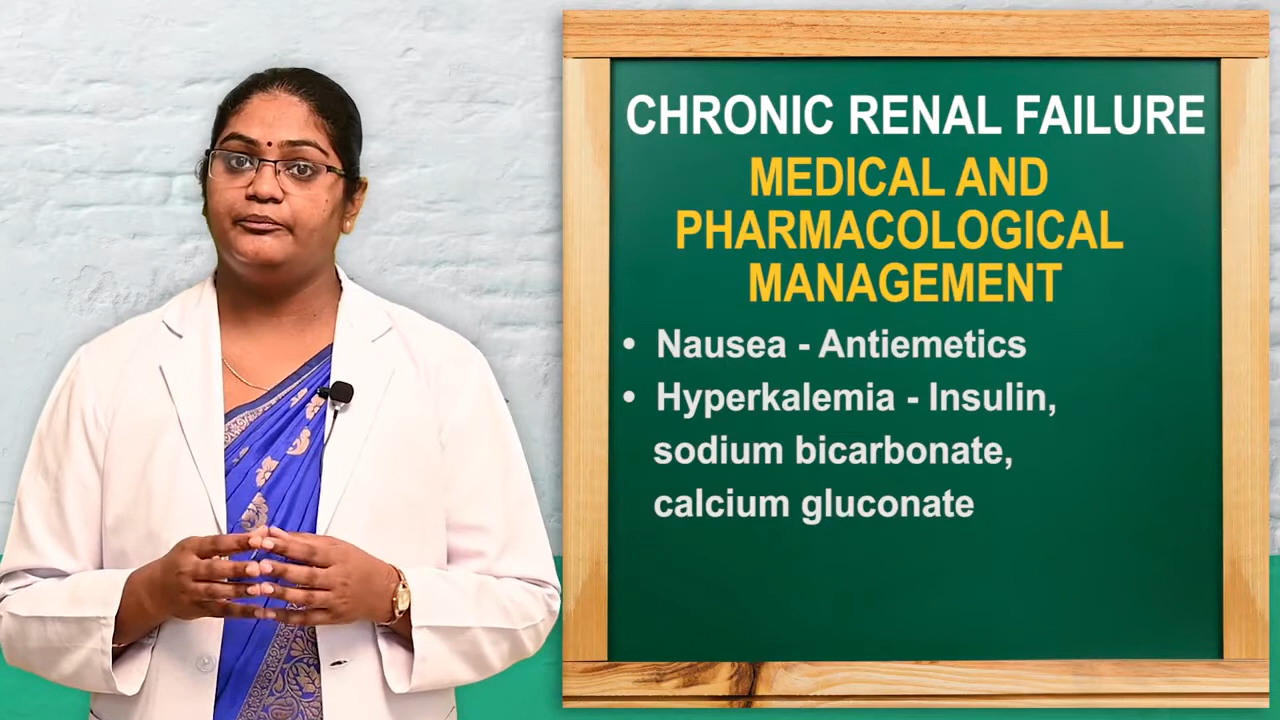 CHRONIC RENAL FAILURE
MEDICAL AND
PHARMACOLOGICAL
MANAGEMENT
• Nausea - Antiemetics
• Hyperkalemia - Insulin,
sodium bicarbonate,
calcium gluconate